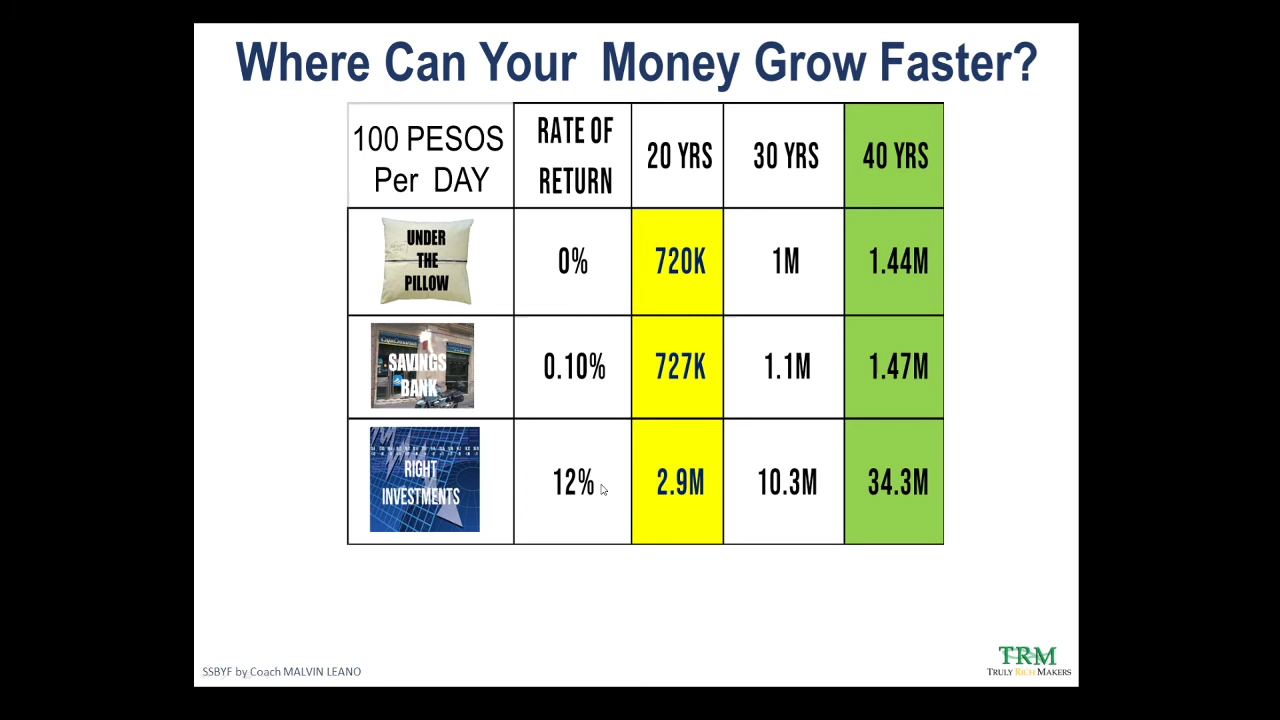 Where Can Your Money Grow Faster?
100 PESOS
Per DAY
RATE OF
RETURN
20 YRS
30 YRS
40 YRS
UNDER
THE
PILLOW
0%
720K
1M
1.44M
SAVINGS
BANK
0.10%
727K
1.1M
1.47M
RIGHT
INVESTMENTS
12%
2.9M
10.3M
34.3M
SSBYF by Coach MALVIN LEANO
TRM
TRULY RICH MAKERS